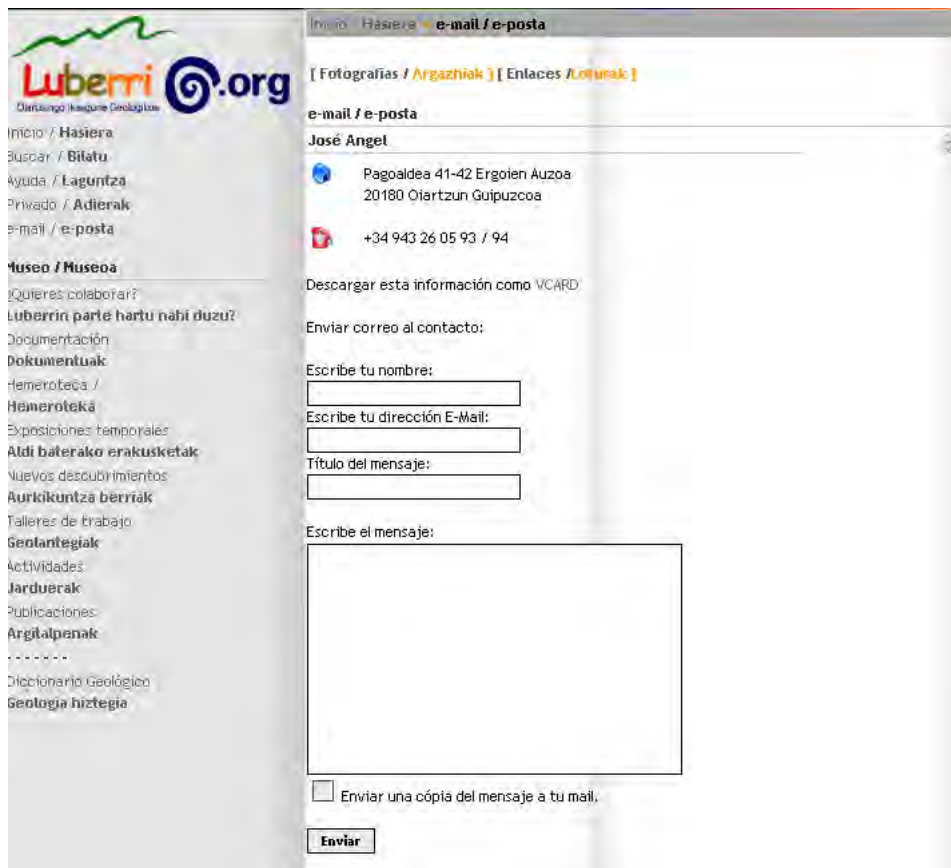 Luberri .org
Oiartzungo Ikasgune Geologikoa
Inicio / Hasiera
Buscar / Bilatu
Ayuda / Laguntza
Privado / Adierak
e-mail / e-posta
Museo / Museoa
¿Quieres colaborar?
Luberrin parte hartu nahi duzu?
Documentación
Dokumentuak
Hemeroteca /
Hemeroteka
Exposiciones temporales
Aldi baterako erakusketak
Nuevos descubrimientos
Aurkikuntza berriak
Talleres de trabajo
Geolantegiak
Actividades
Jarduerak
Publicaciones
Argitalpenak
-------
Diccionario Geológico
Geologia hiztegia
Inicio / Hasiera e-mail / e-posta
[ Fotografias / Argazkiak ] [ Enlaces / Loturak ]
e-mail / e-posta
José Angel
Pagoaldea 41-42 Ergoien Auzoa
20180 Oiartzun Guipuzcoa
+34 943 26 05 93 / 94
Descargar esta información como VCARD
Enviar correo al contacto:
Escribe tu nombre:
Escribe tu dirección E-Mail:
Título del mensaje:
Escribe el mensaje:
Enviar una cópia del mensaje a tu mail.
Enviar